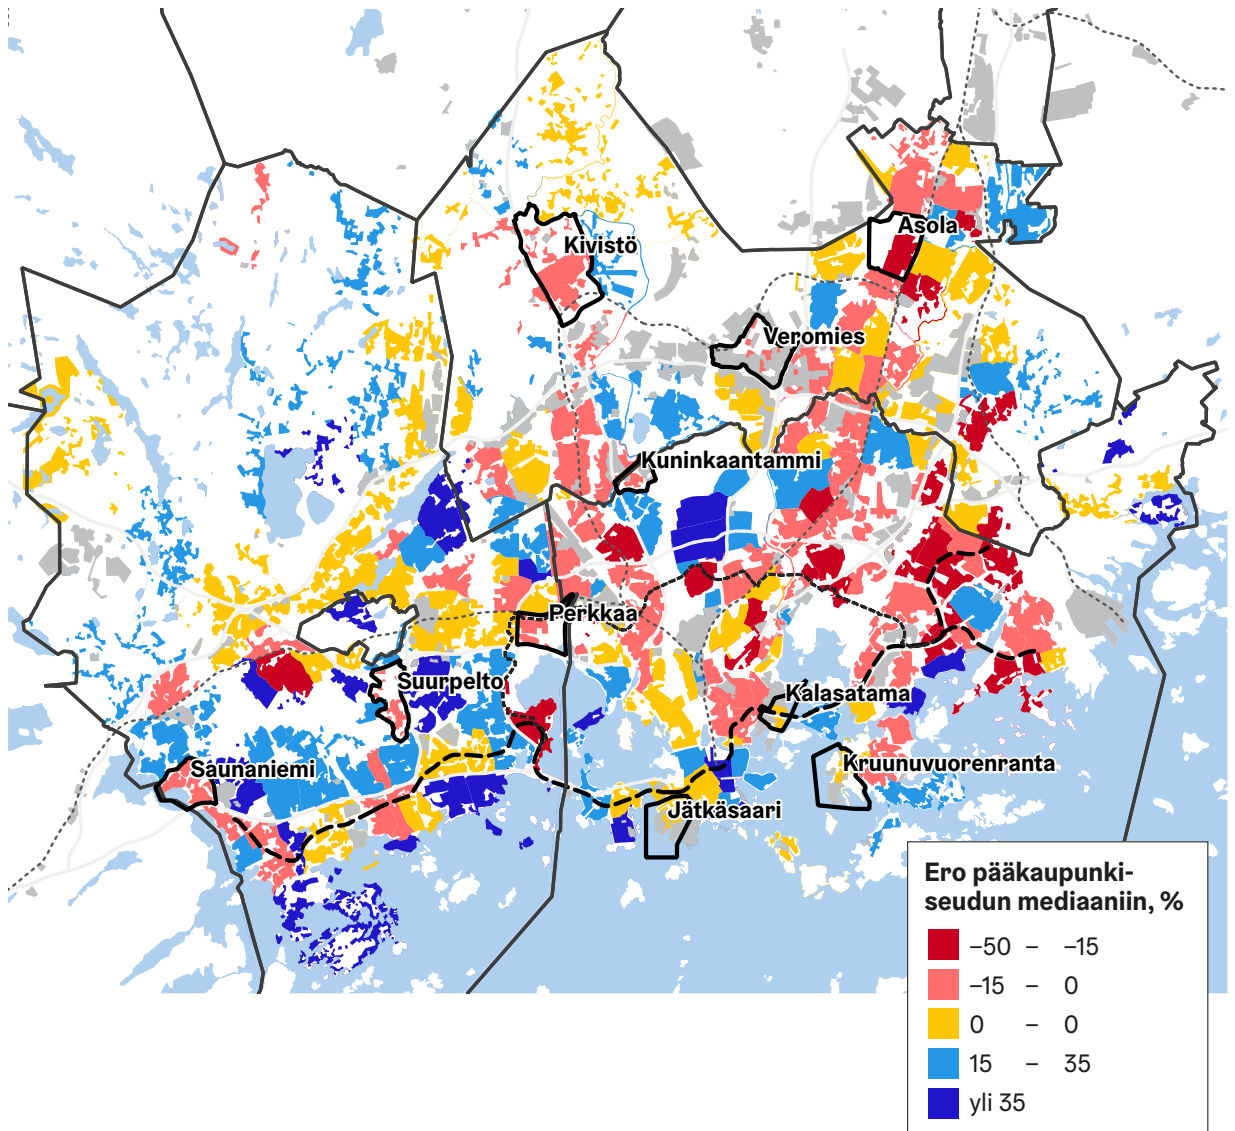 Asola
Kivistö
Veromies
Kuninkaantammi
Perkkaa
Suurpelto
Kalasatama
Kruunuvuorenranta
Saunaniemi
Jätkäsaari
Ero pääkaupunki-
seudun mediaaniin, %
–50 – –15
–15 – 0
0 – 0
15 – 35
yli 35